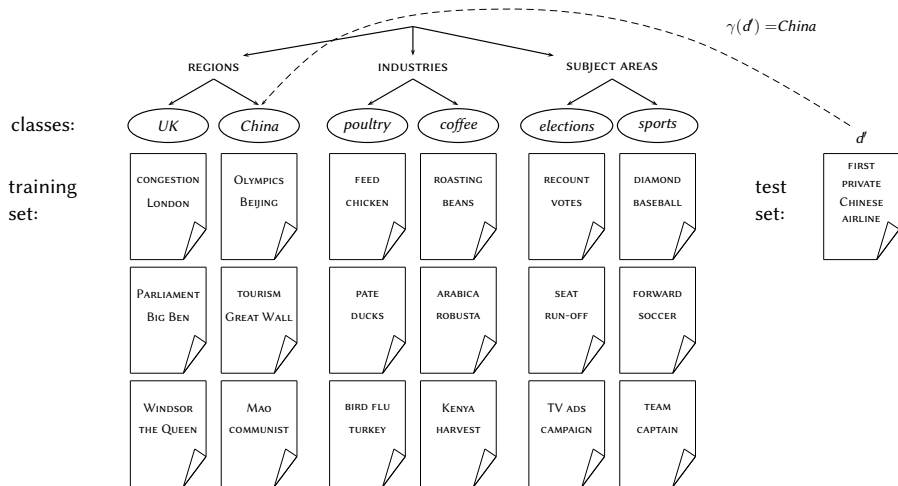 γ(d′) =China
REGIONS INDUSTRIES SUBJECT AREAS
classes: UK China poultry coffee elections sports d′
training set:
CONGESTION
LONDON
OLYMPICS
BEIJING
FEED
CHICKEN
ROASTING
BEANS
RECOUNT
VOTES
DIAMOND
BASEBALL
test set:
FIRST
PRIVATE
CHINESE
AIRLINE
PARLIAMENT
BIG BEN
TOURISM
GREAT WALL
PATE
DUCKS
ARABICA
ROBUSTA
SEAT
RUN-OFF
FORWARD
SOCCER
WINDSOR
THE QUEEN
MAO
COMMUNIST
BIRD FLU
TURKEY
KENYA
HARVEST
TV ADS
CAMPAIGN
TEAM
CAPTAIN